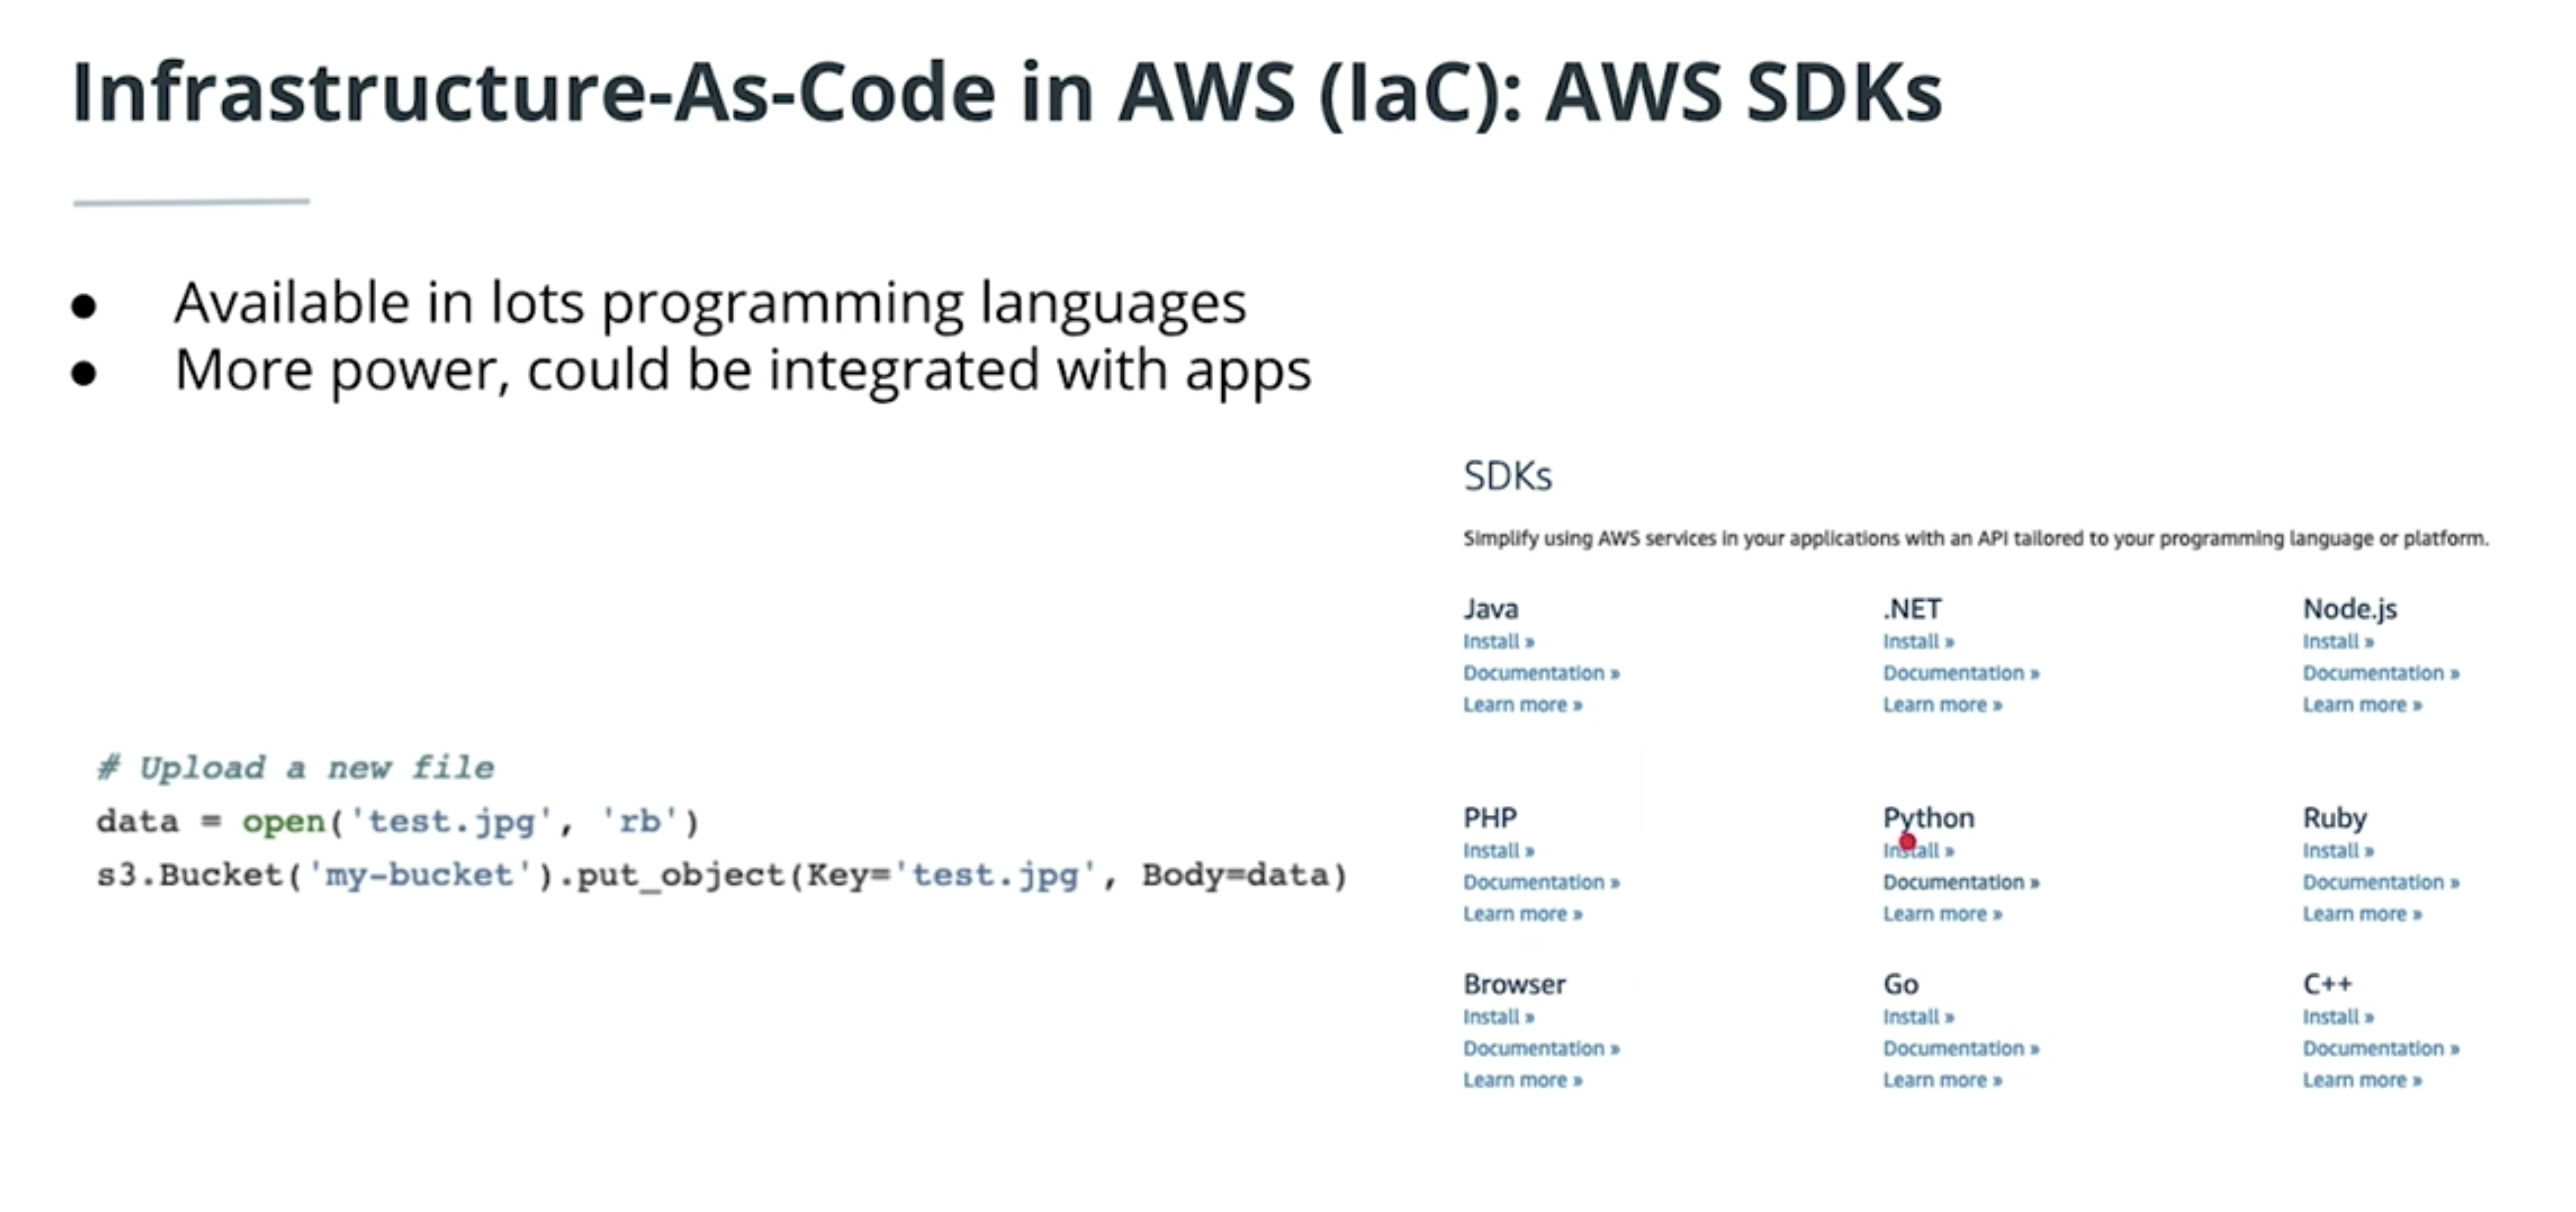 Infrastructure-As-Code in AWS (IaC): AWS SDKs
● Available in lots programming languages
● More power, could be integrated with apps
# Upload a new file
data = open('test.jpg', 'rb')
s3.Bucket('my-bucket').put_object(Key='test.jpg', Body=data)
SDKs
Simplify using AWS services in your applications with an API tailored to your programming language or platform.
Java
Install »
Documentation »
Learn more »
.NET
Install »
Documentation »
Learn more »
Node.js
Install »
Documentation »
Learn more »
PHP
Install »
Documentation »
Learn more »
Python
Install »
Documentation »
Learn more »
Ruby
Install »
Documentation »
Learn more »
Browser
Install »
Documentation »
Learn more »
Go
Install »
Documentation »
Learn more »
C++
Install »
Documentation »
Learn more »